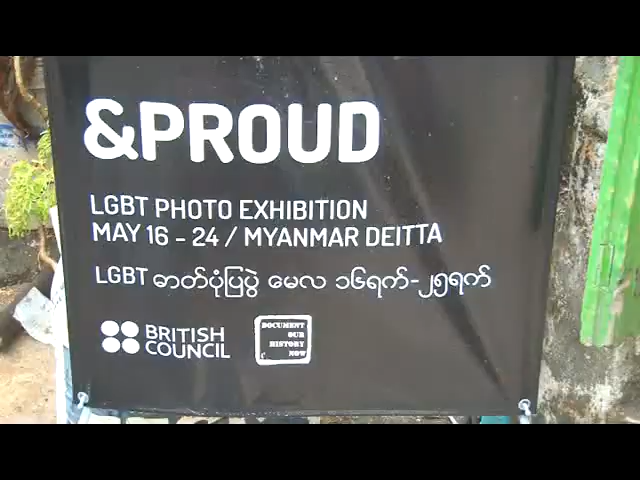 &PROUD
LGBT PHOTO EXHIBITION
MAY 16 - 24 / MYANMAR DEITTA
LGBT ဓာတ်ပုံပြပွဲ မေလ ၁၆ရက်-၂၅ရက်
BRITISH
COUNCIL
DOCUMENT
OUR
HISTORY
NOW